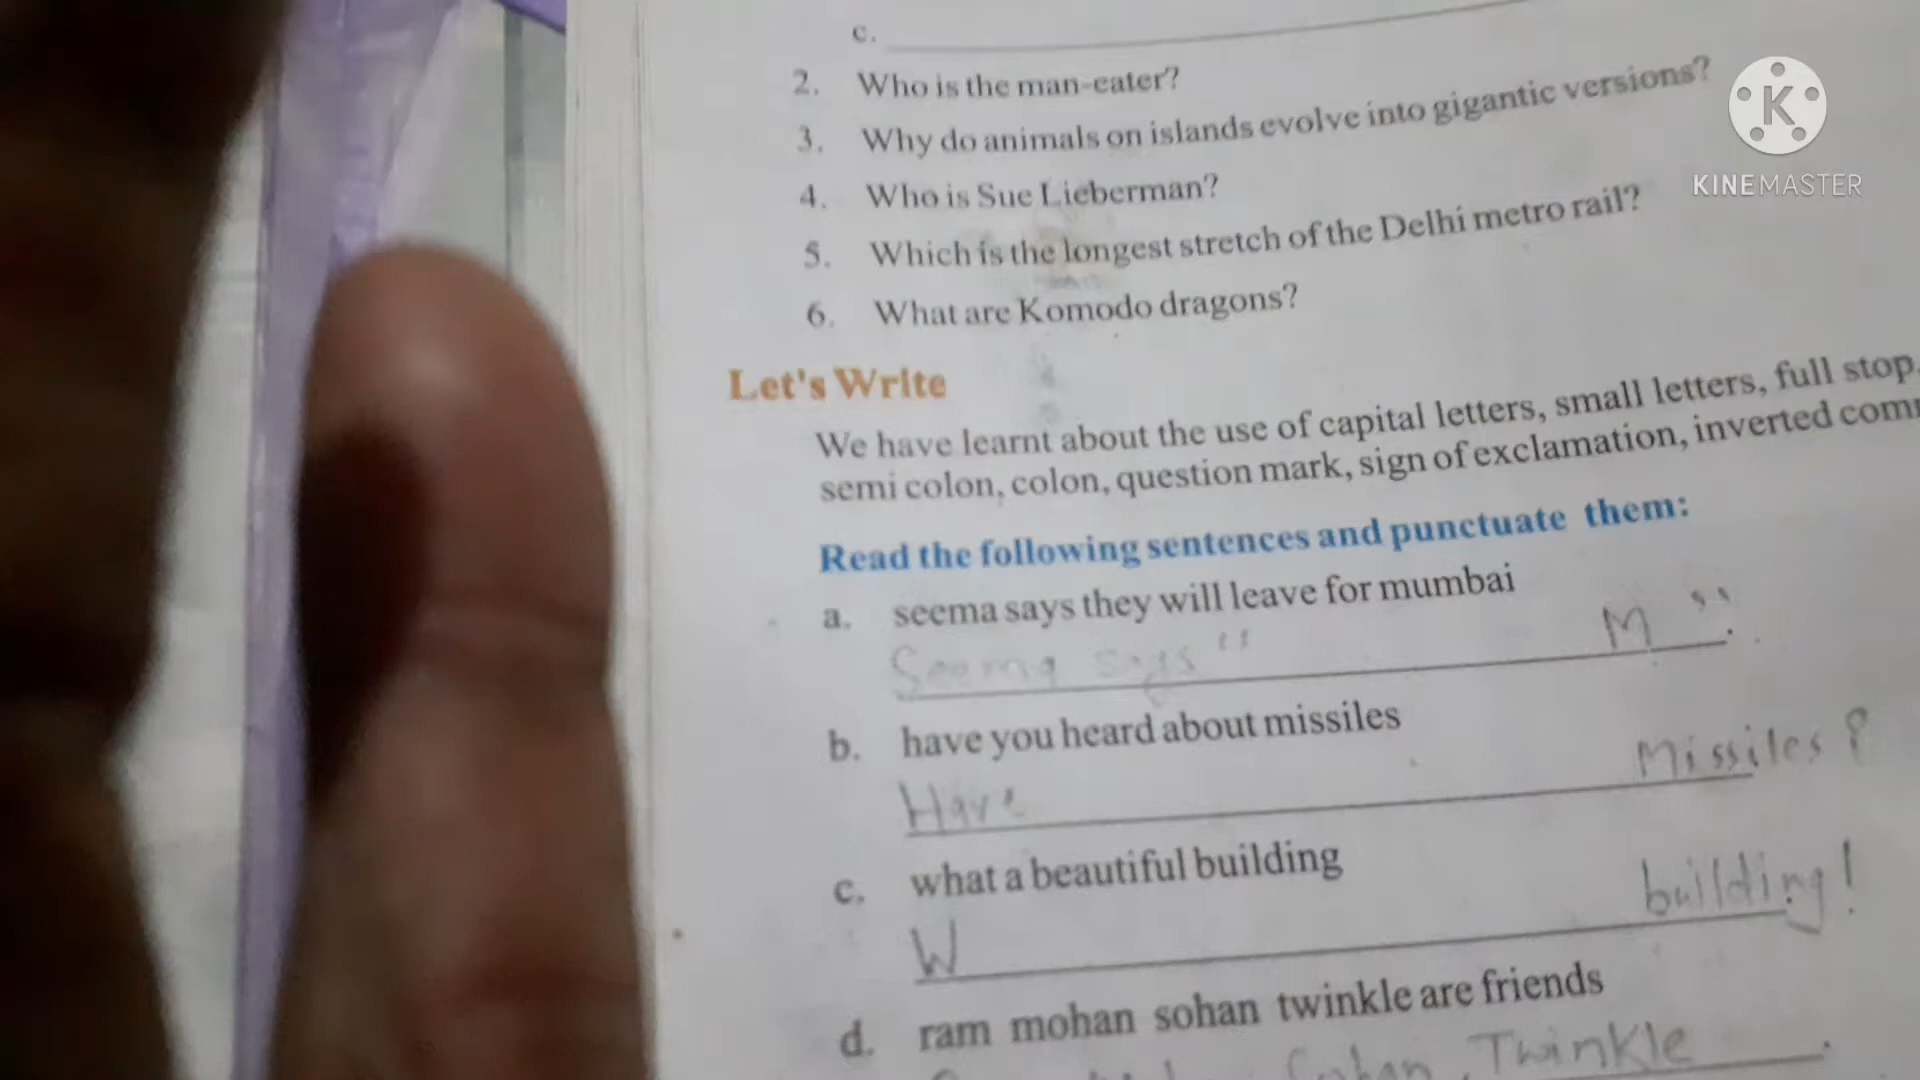 c.
2. Who is the man-eater?
3. Why do animals on islands evolve into gigantic versions?
KINEMASTER
4. Who is Sue Lieberman?
5. Which is the longest stretch of the Delhi metro rail?
6. What are Komodo dragons?
Let's Write
We have learnt about the use of capital letters, small letters, full stop,
semi colon, colon, question mark, sign of exclamation, inverted
Read the following sentences and punctuate them:
a. seema says they will leave for mumbai
Seema says " M ".
b. have you heard about missiles
Have Missiles ?
c. what a beautiful building
W building!
d. ram mohan sohan twinkle are friends
Sohan, Twinkle .